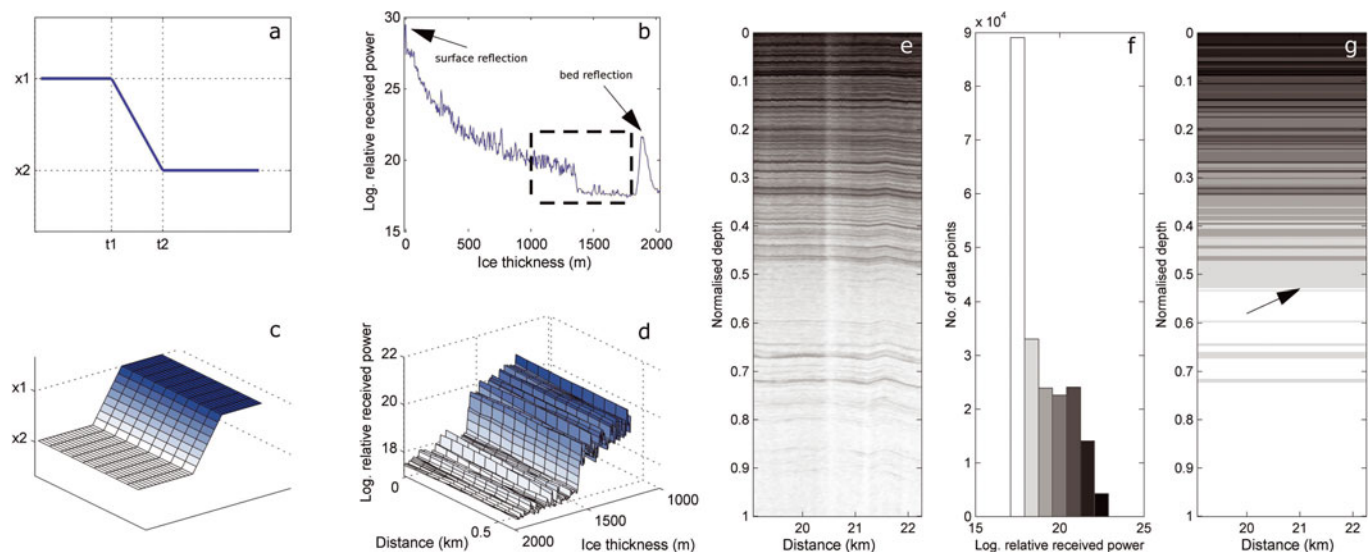 a
x1
x2
t1 t2
b
30
25
20
15
Log. relative received power
surface reflection
bed reflection
0 500 1000 1500 2000
Ice thickness (m)
c
x1
x2
d
22
20
18
Log. relative received power
0
0.5
Distance (km)
2000
1500
1000
Ice thickness (m)
e
0
0.1
0.2
0.3
0.4
0.5
0.6
0.7
0.8
0.9
1
Normalised depth
20 21 22
Distance (km)
f
x 10⁴
9
8
7
6
5
4
3
2
1
0
No. of data points
15 20 25
Log. relative received power
g
0
0.1
0.2
0.3
0.4
0.5
0.6
0.7
0.8
0.9
1
Normalised depth
20 21 22
Distance (km)